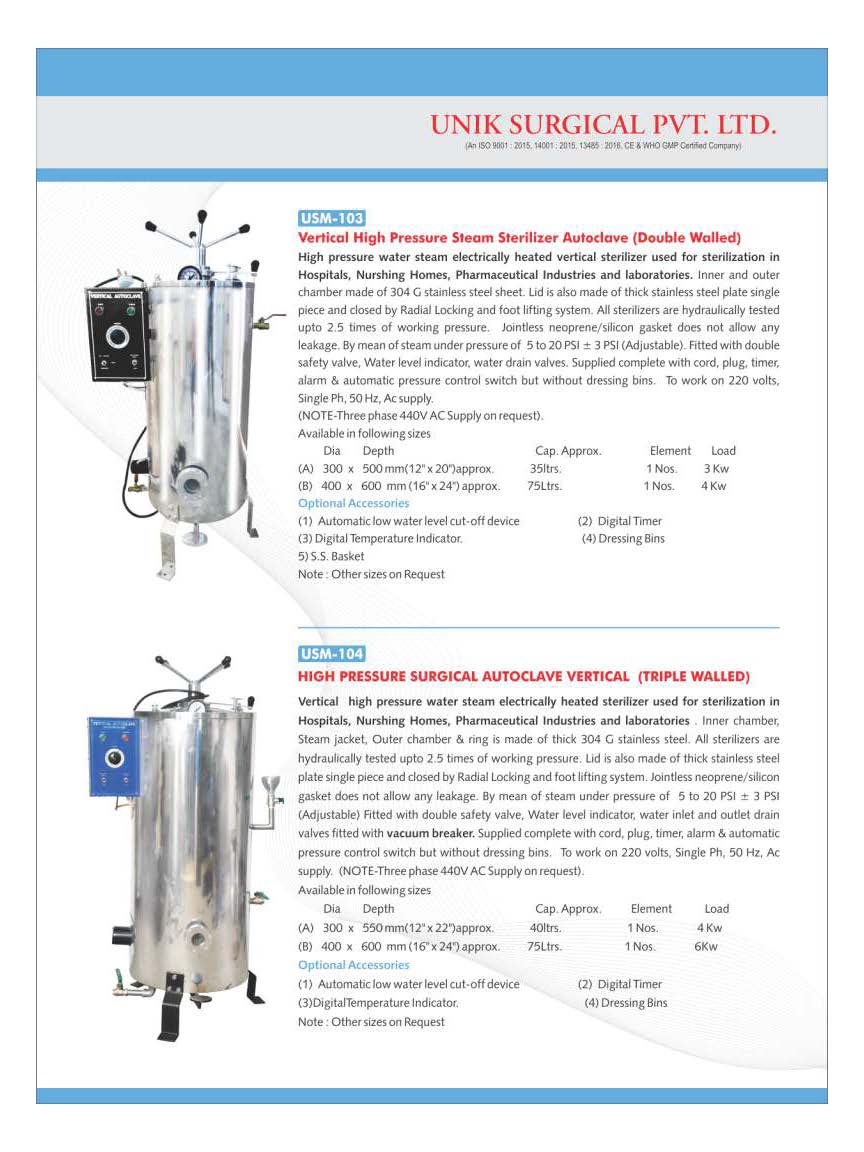 UNIK SURGICAL PVT. LTD.
(An ISO 9001 : 2015, 14001 : 2015, 13485 : 2016, CE & WHO GMP Certified Company)
USM-103
Vertical High Pressure Steam Sterilizer Autoclave (Double Walled)
High pressure water steam electrically heated vertical sterilizer used for sterilization in
Hospitals, Nurshing Homes, Pharmaceutical Industries and laboratories. Inner and outer
chamber made of 304 G stainless steel sheet. Lid is also made of thick stainless steel plate single
piece and closed by Radial Locking and foot lifting system. All sterilizers are hydraulically tested
upto 2.5 times of working pressure. Jointless neoprene/silicon gasket does not allow any
leakage. By mean of steam under pressure of 5 to 20 PSI ± 3 PSI (Adjustable). Fitted with double
safety valve, Water level indicator, water drain valves. Supplied complete with cord, plug, timer,
alarm & automatic pressure control switch but without dressing bins. To work on 220 volts,
Single Ph, 50 Hz, Ac supply.
(NOTE-Three phase 440V AC Supply on request).
Available in following sizes
Dia Depth Cap. Approx. Element Load
(A) 300 x 500 mm(12" x 20")approx. 35ltrs. 1 Nos. 3 Kw
(B) 400 x 600 mm (16" x 24") approx. 75Ltrs. 1 Nos. 4 Kw
Optional Accessories
(1) Automatic low water level cut-off device (2) Digital Timer
(3) Digital Temperature Indicator. (4) Dressing Bins
5) S.S. Basket
Note : Other sizes on Request
VERTICAL AUTOCLAVE
USM-104
HIGH PRESSURE SURGICAL AUTOCLAVE VERTICAL (TRIPLE WALLED)
Vertical high pressure water steam electrically heated sterilizer used for sterilization in
Hospitals, Nurshing Homes, Pharmaceutical Industries and laboratories . Inner chamber,
Steam jacket, Outer chamber & ring is made of thick 304 G stainless steel. All sterilizers are
hydraulically tested upto 2.5 times of working pressure. Lid is also made of thick stainless steel
plate single piece and closed by Radial Locking and foot lifting system. Jointless neoprene/silicon
gasket does not allow any leakage. By mean of steam under pressure of 5 to 20 PSI ± 3 PSI
(Adjustable) Fitted with double safety valve, Water level indicator, water inlet and outlet drain
valves fitted with vacuum breaker. Supplied complete with cord, plug, timer, alarm & automatic
pressure control switch but without dressing bins. To work on 220 volts, Single Ph, 50 Hz, Ac
supply. (NOTE-Three phase 440V AC Supply on request).
Available in following sizes
Dia Depth Cap. Approx. Element Load
(A) 300 x 550 mm(12" x 22")approx. 40ltrs. 1 Nos. 4 Kw
(B) 400 x 600 mm (16" x 24") approx. 75Ltrs. 1 Nos. 6Kw
Optional Accessories
(1) Automatic low water level cut-off device (2) Digital Timer
(3)DigitalTemperature Indicator. (4) Dressing Bins
Note : Other sizes on Request
VERTICAL AUTOCLAVE